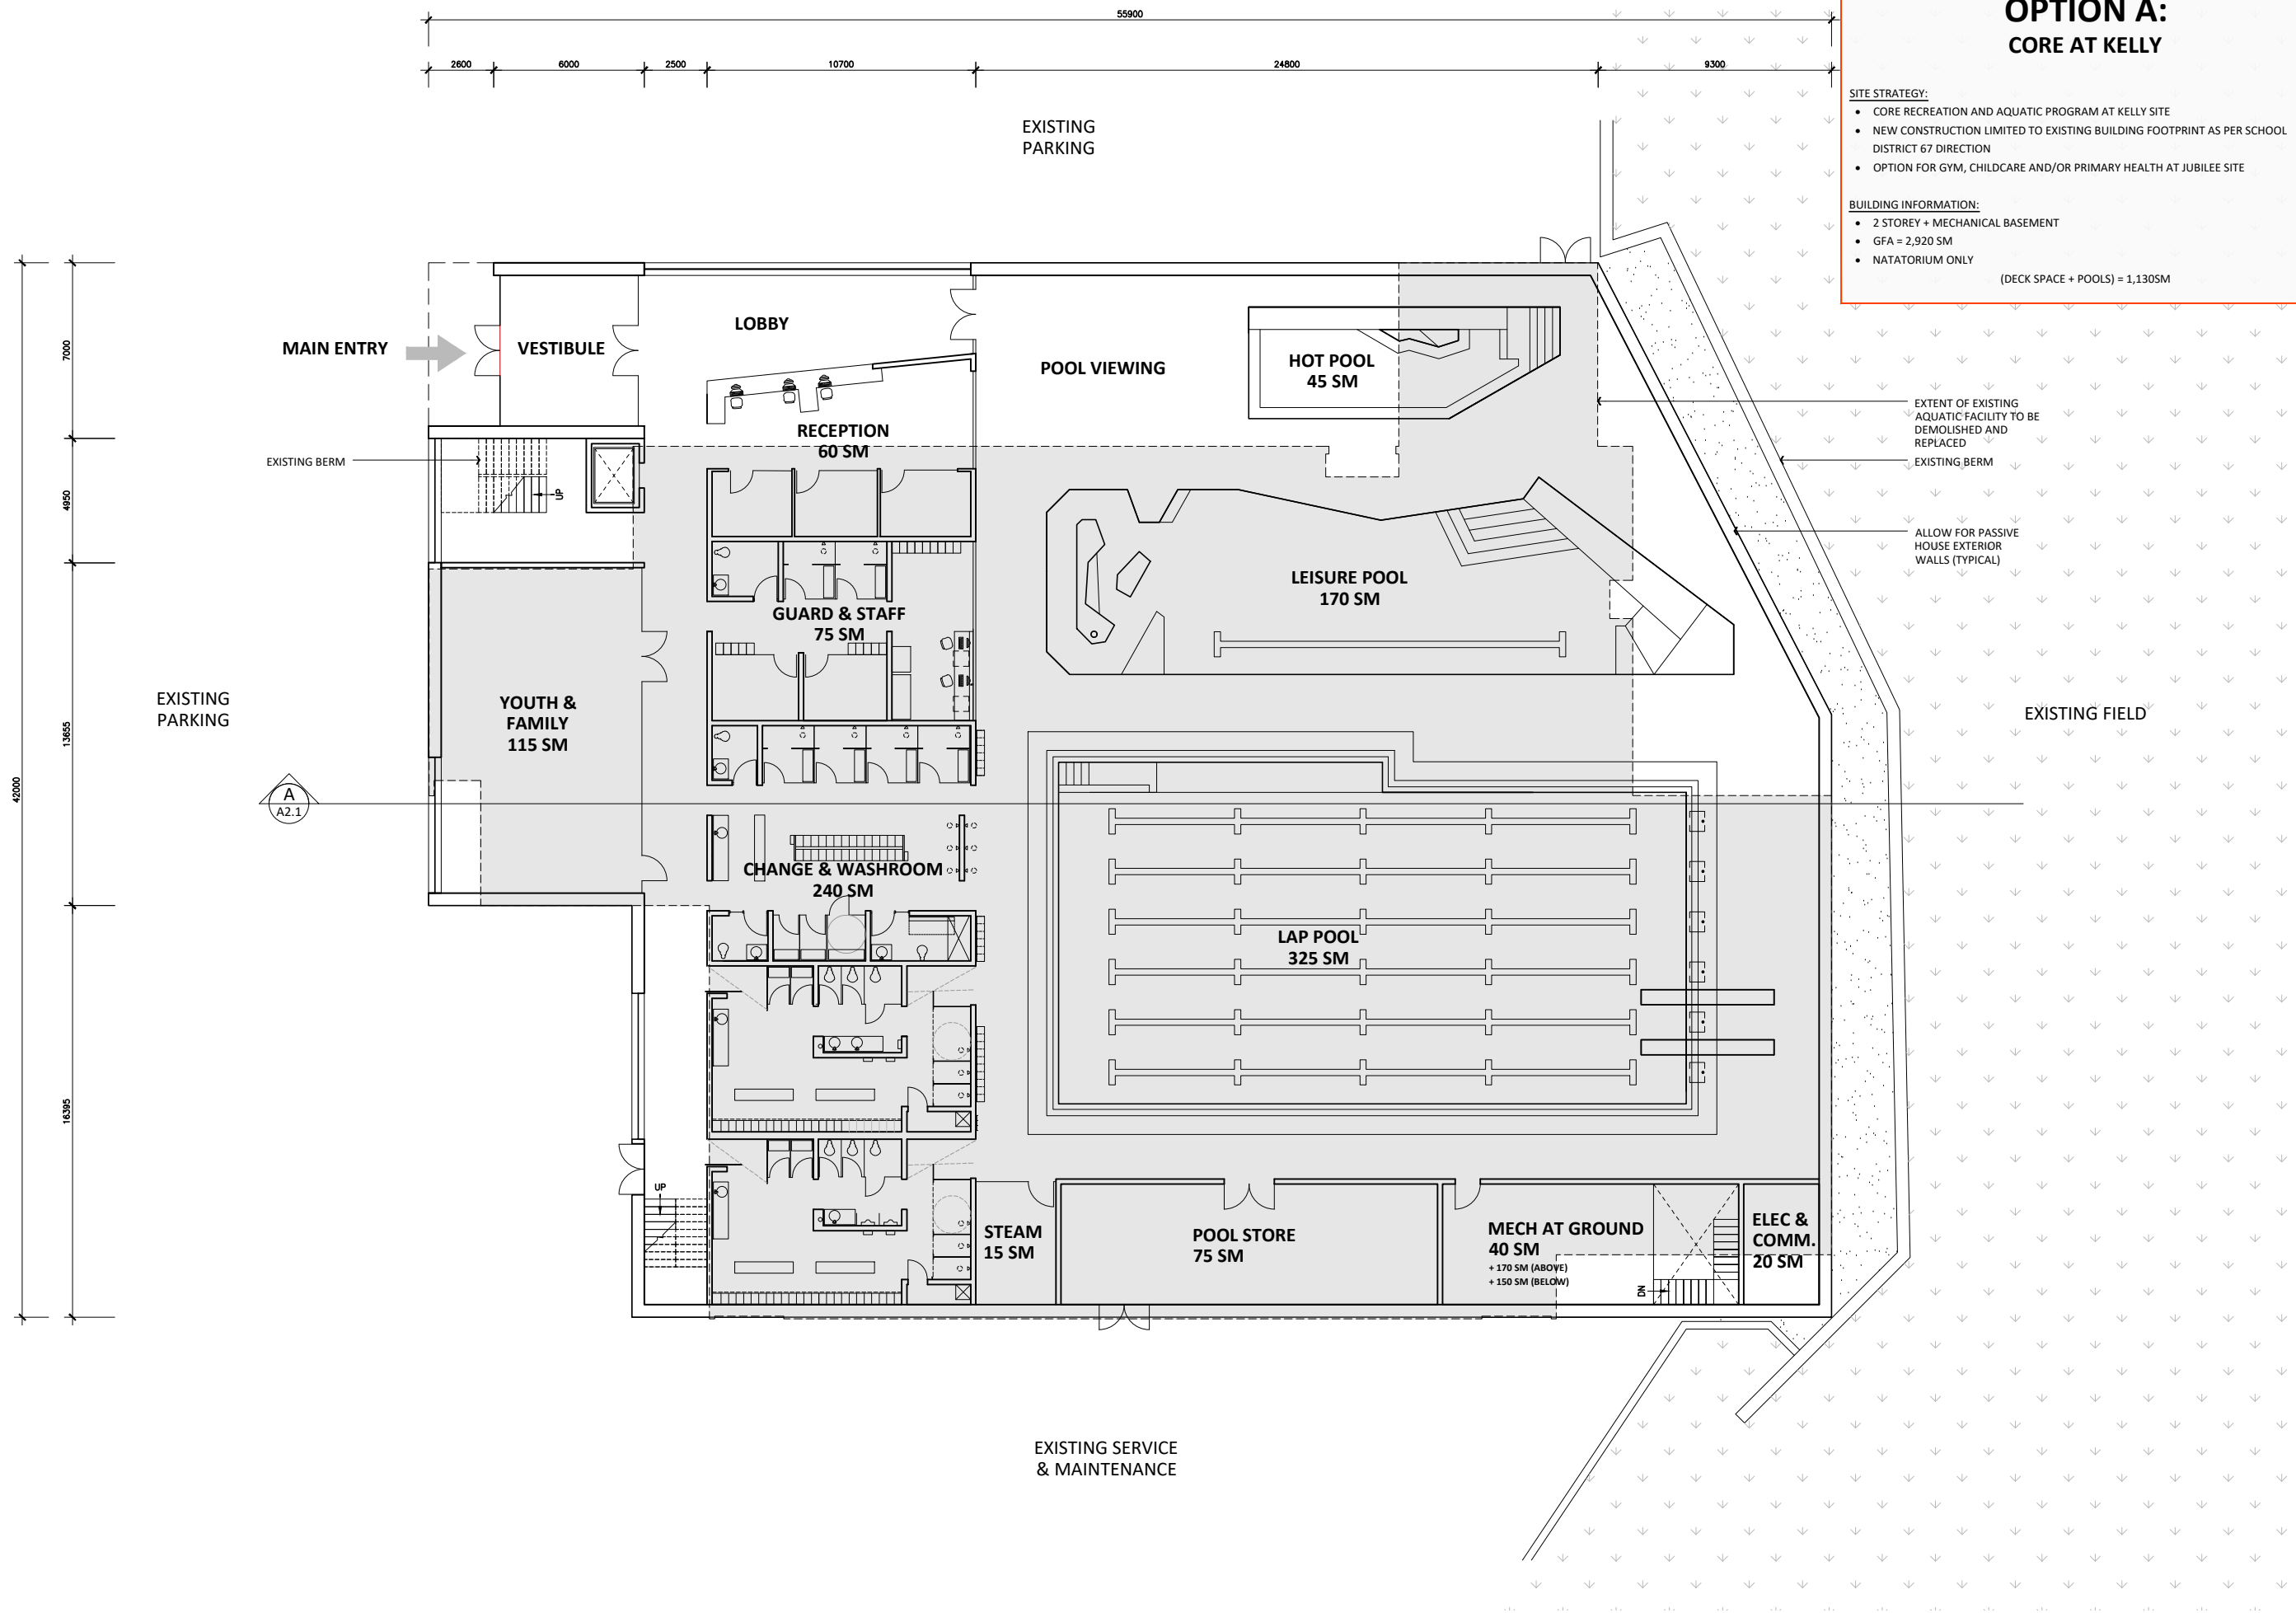 55900
2600
6000
2500
10700
24800
9300
OPTION A:
CORE AT KELLY
SITE STRATEGY:
• CORE RECREATION AND AQUATIC PROGRAM AT KELLY SITE
• NEW CONSTRUCTION LIMITED TO EXISTING BUILDING FOOTPRINT AS PER SCHOOL
DISTRICT 67 DIRECTION
• OPTION FOR GYM, CHILDCARE AND/OR PRIMARY HEALTH AT JUBILEE SITE
BUILDING INFORMATION:
• 2 STOREY + MECHANICAL BASEMENT
• GFA = 2,920 SM
• NATATORIUM ONLY
(DECK SPACE + POOLS) = 1,130SM
EXISTING
PARKING
MAIN ENTRY
VESTIBULE
LOBBY
POOL VIEWING
HOT POOL
45 SM
7000
RECEPTION
60 SM
EXISTING BERM
UP
4950
EXTENT OF EXISTING
AQUATIC FACILITY TO BE
DEMOLISHED AND
REPLACED
EXISTING BERM
ALLOW FOR PASSIVE
HOUSE EXTERIOR
WALLS (TYPICAL)
LEISURE POOL
170 SM
GUARD & STAFF
75 SM
EXISTING
PARKING
YOUTH &
FAMILY
115 SM
EXISTING FIELD
13655
42000
A
A2.1
CHANGE & WASHROOM
240 SM
LAP POOL
325 SM
16395
UP
STEAM
15 SM
POOL STORE
75 SM
MECH AT GROUND
40 SM
+ 170 SM (ABOVE)
+ 150 SM (BELOW)
DN
ELEC &
COMM.
20 SM
EXISTING SERVICE
& MAINTENANCE